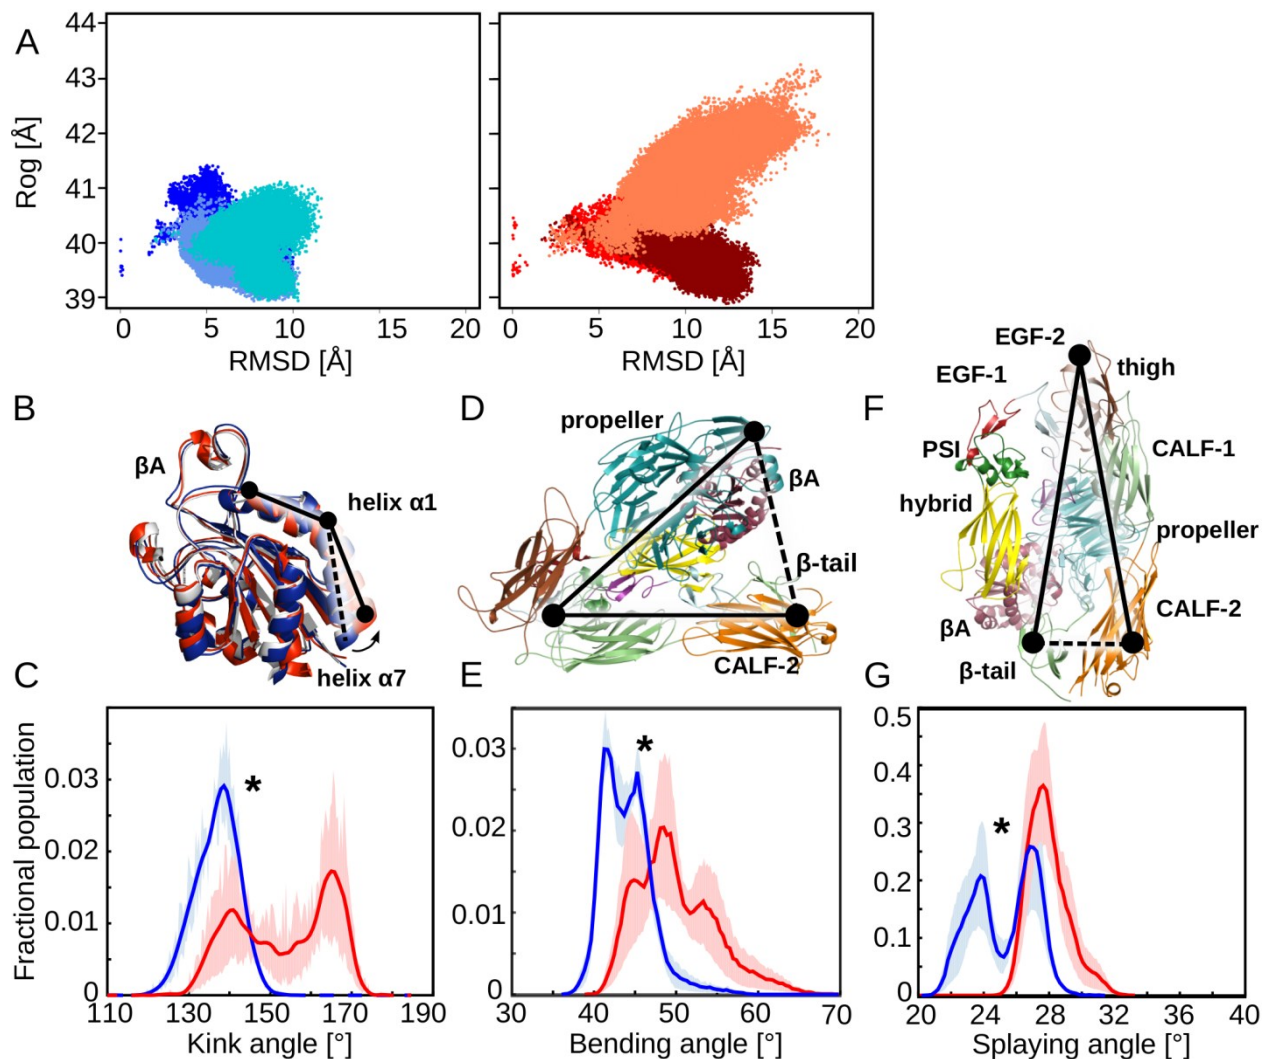 A
Rog [Å]
44
43
42
41
40
39
0 5 10 15 20
0 5 10 15 20
RMSD [Å]
RMSD [Å]
B
βA
helix α1
helix α7
D
propeller
βA
β-tail
CALF-2
F
EGF-2
thigh
EGF-1
PSI
CALF-1
hybrid
propeller
CALF-2
βA
β-tail
C
Fractional population
0.03
0.02
0.01
0
*
110 130 150 170 190
Kink angle [°]
E
0.03
0.02
0.01
0
*
30 40 50 60 70
Bending angle [°]
G
0.5
0.4
0.3
0.2
0.1
0
*
20 24 28 32 36 40
Splaying angle [°]